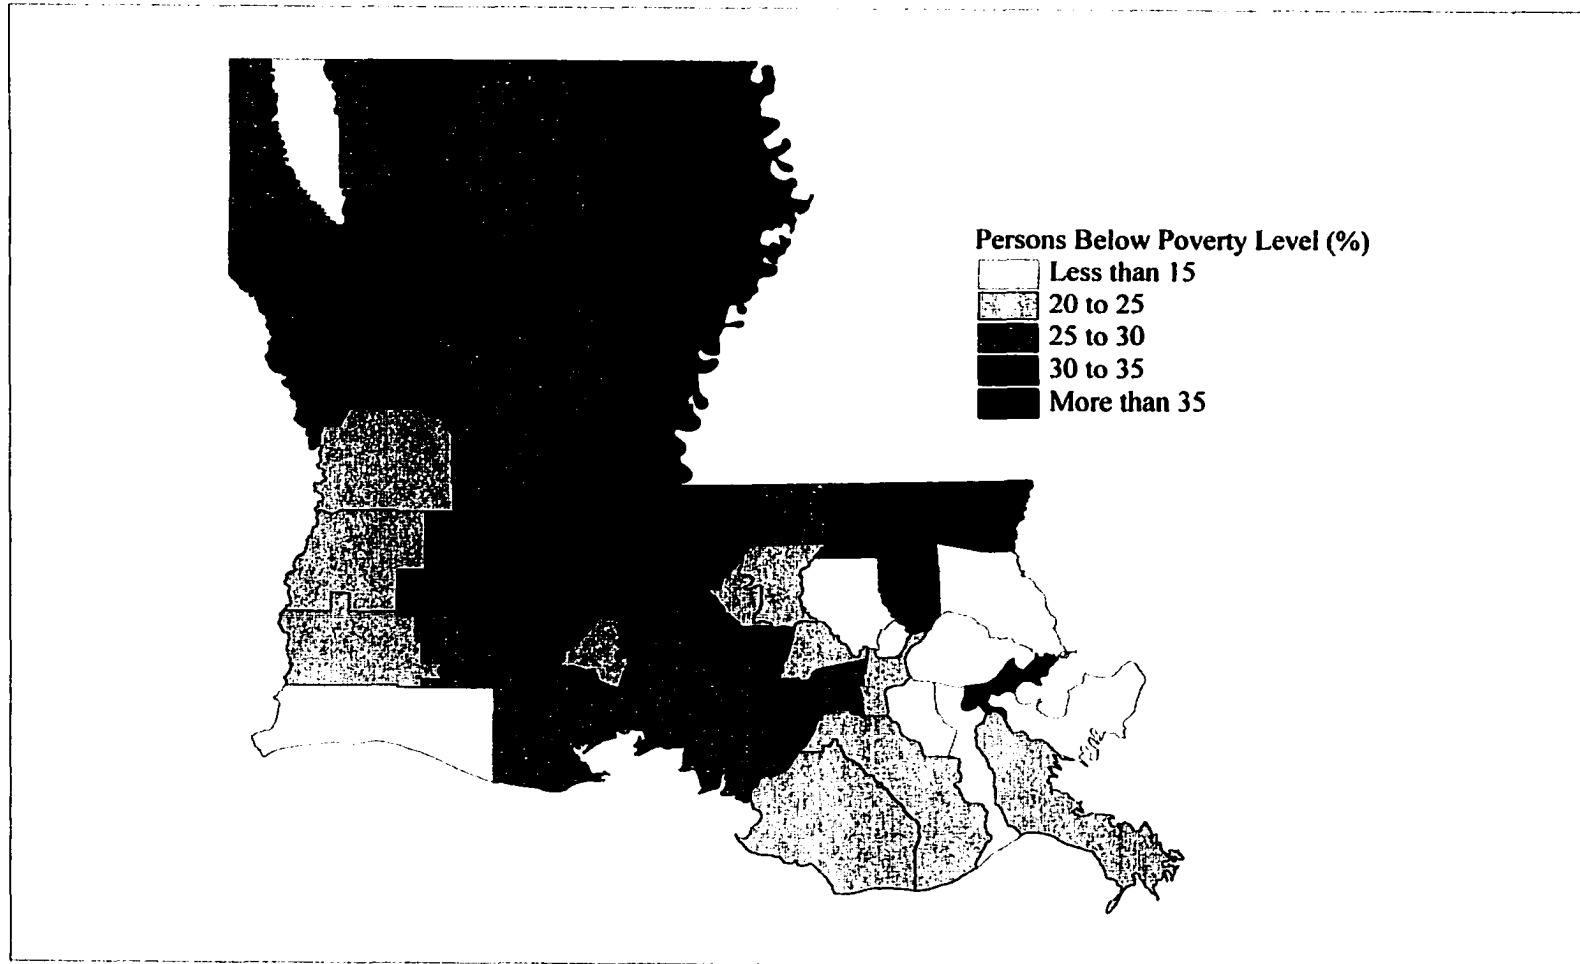 Persons Below Poverty Level (%)
Less than 15
20 to 25
25 to 30
30 to 35
More than 35